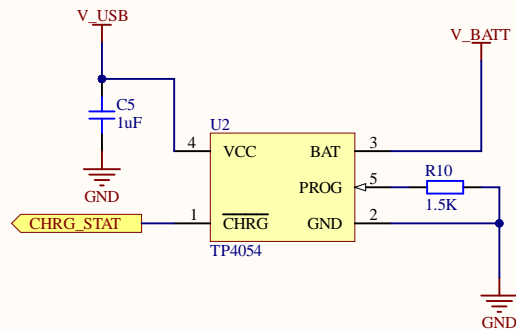 V_USB
V_BATT
C5
1uF
U2
4
VCC
BAT
3
R10
GND
PROG
5
1.5K
CHRG_STAT
1
CHRG
GND
2
TP4054
GND